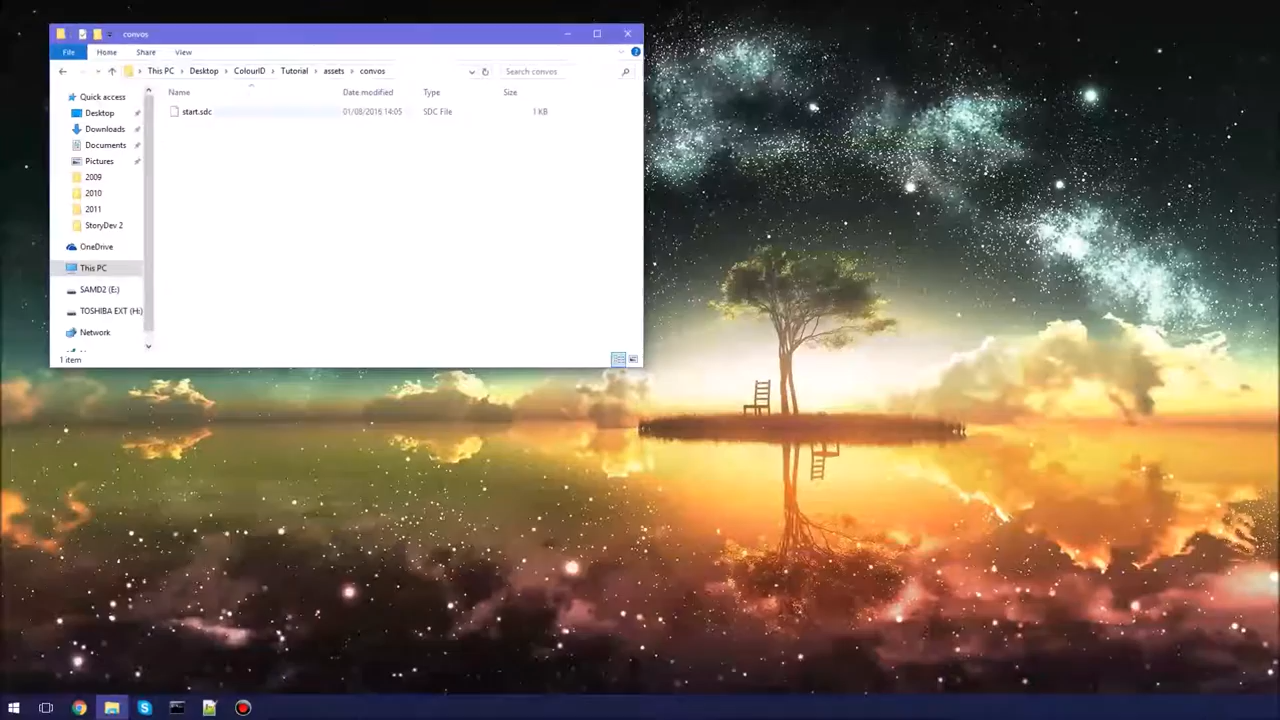 convos
File Home Share View
This PC Desktop ColourID Tutorial assets convos Search convos
Name Date modified Type Size
start.sdc 01/08/2016 14:05 SDC File 1 KB
Quick access
Desktop
Downloads
Documents
Pictures
2009
2010
2011
StoryDev 2
OneDrive
This PC
SAMD2 (E:)
TOSHIBA EXT (H:)
Network
1 item